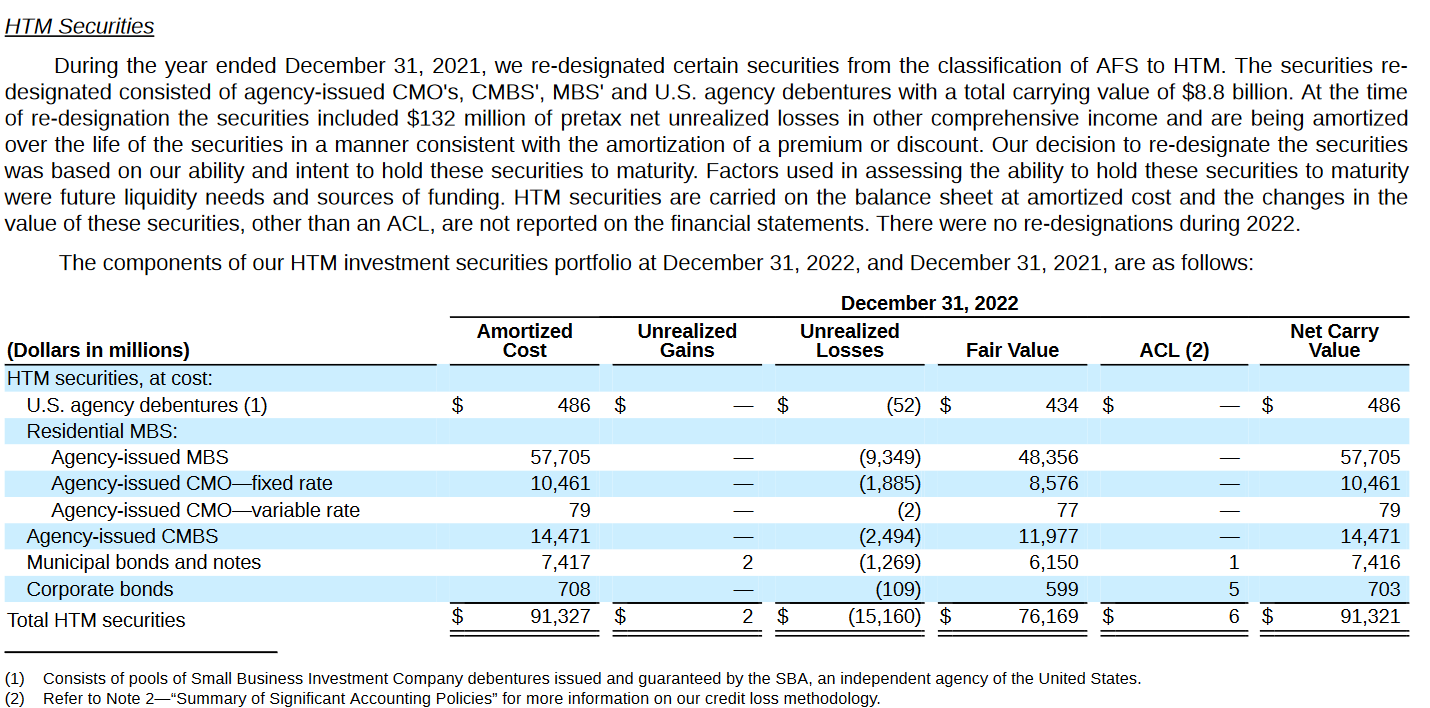 HTM Securities
During the year ended December 31, 2021, we re-designated certain securities from the classification of AFS to HTM. The securities re-
designated consisted of agency-issued CMO's, CMBS', MBS' and U.S. agency debentures with a total carrying value of $8.8 billion. At the time
of re-designation the securities included $132 million of pretax net unrealized losses in other comprehensive income and are being amortized
over the life of the securities in a manner consistent with the amortization of a premium or discount. Our decision to re-designate the securities
was based on our ability and intent to hold these securities to maturity. Factors used in assessing the ability to hold these securities to maturity
were future liquidity needs and sources of funding. HTM securities are carried on the balance sheet at amortized cost and the changes in the
value of these securities, other than an ACL, are not reported on the financial statements. There were no re-designations during 2022.
The components of our HTM investment securities portfolio at December 31, 2022, and December 31, 2021, are as follows:
December 31, 2022
(Dollars in millions) Amortized Cost Unrealized Gains Unrealized Losses Fair Value ACL (2) Net Carry Value
HTM securities, at cost:
U.S. agency debentures (1) $ 486 $ — $ (52) $ 434 $ — $ 486
Residential MBS:
Agency-issued MBS 57,705 — (9,349) 48,356 — 57,705
Agency-issued CMO—fixed rate 10,461 — (1,885) 8,576 — 10,461
Agency-issued CMO—variable rate 79 — (2) 77 — 79
Agency-issued CMBS 14,471 — (2,494) 11,977 — 14,471
Municipal bonds and notes 7,417 2 (1,269) 6,150 1 7,416
Corporate bonds 708 — (109) 599 5 703
Total HTM securities $ 91,327 $ 2 $ (15,160) $ 76,169 $ 6 $ 91,321
(1) Consists of pools of Small Business Investment Company debentures issued and guaranteed by the SBA, an independent agency of the United States.
(2) Refer to Note 2—“Summary of Significant Accounting Policies” for more information on our credit loss methodology.